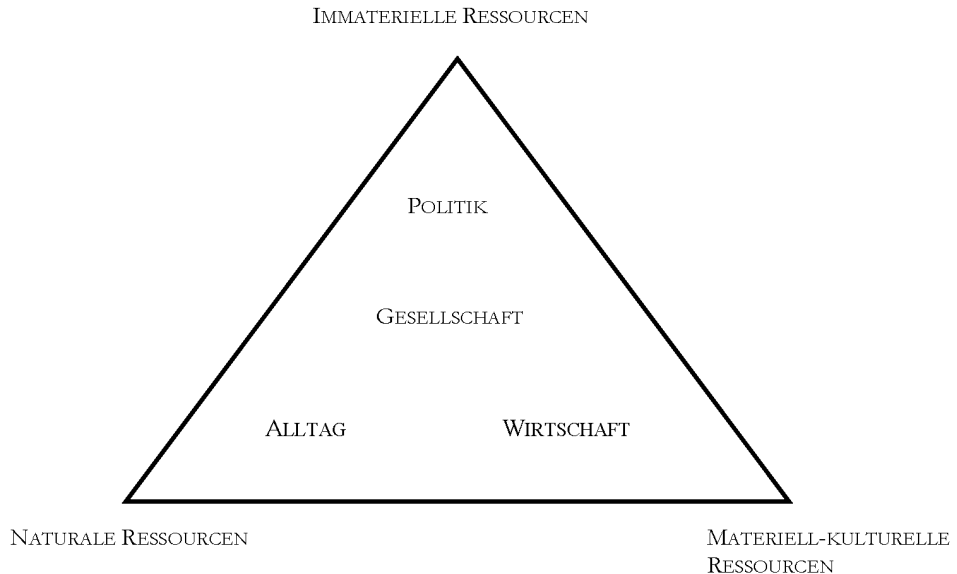 Immaterielle Ressourcen
Politik
Gesellschaft
Alltag
Wirtschaft
Naturale Ressourcen
Materiell-kulturelle
Ressourcen